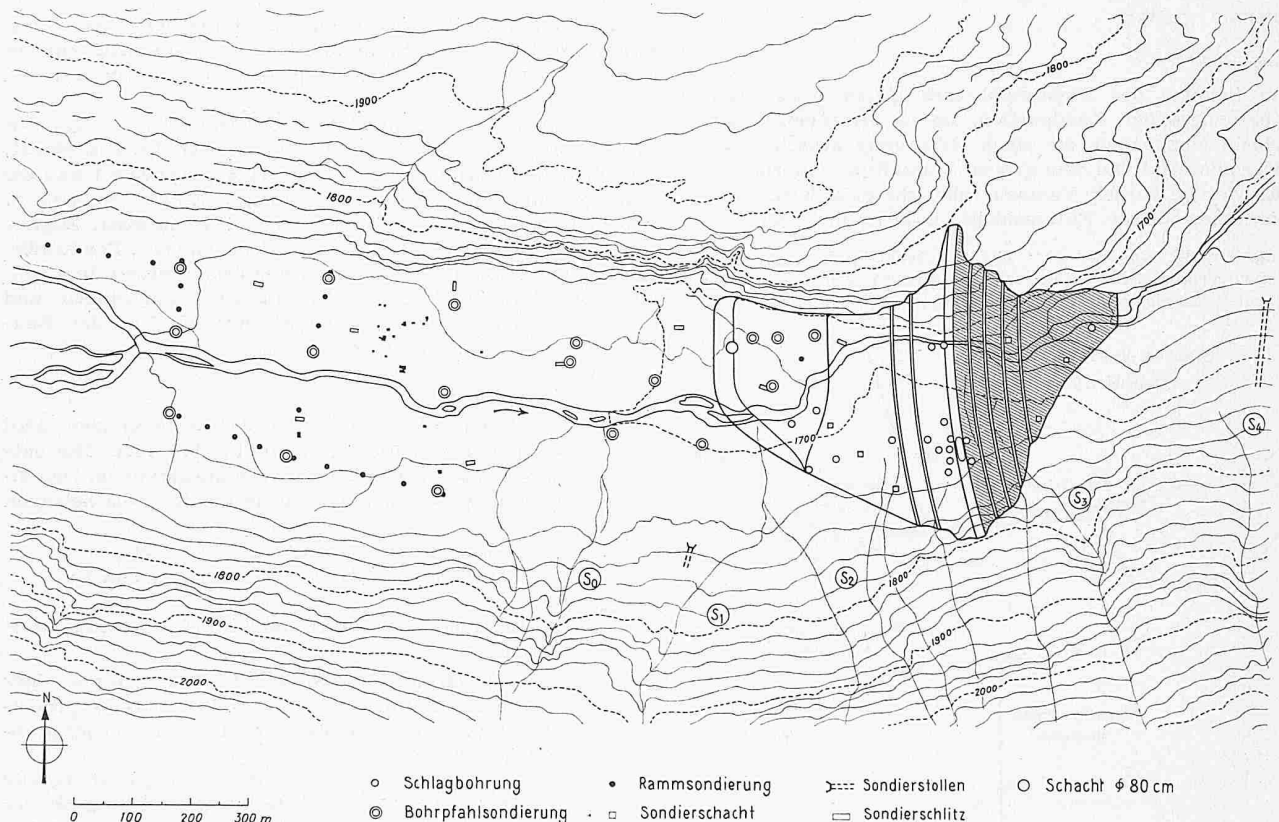 1900
1800
1800
1700
1700
S₄
S₃
1800
S₀
S₂
1800
S₁
1900
1900
2000
2000
N
Schlagbohrung
Rammsondierung
Sondierstollen
Schacht ϕ 80 cm
0 100 200 300 m
Bohrpfahlsondierung
Sondierschacht
Sondierschlitz